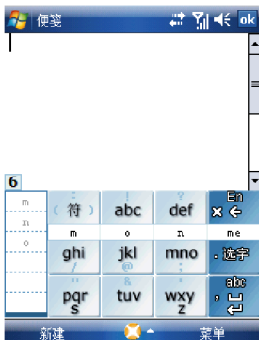 便笺 ok
6
m
n
o
( 符 ) abc def En
m o n me
ghi jkl mno . 选字
/ @ ;
pqrs tuv wxyz , abc
新建 菜单